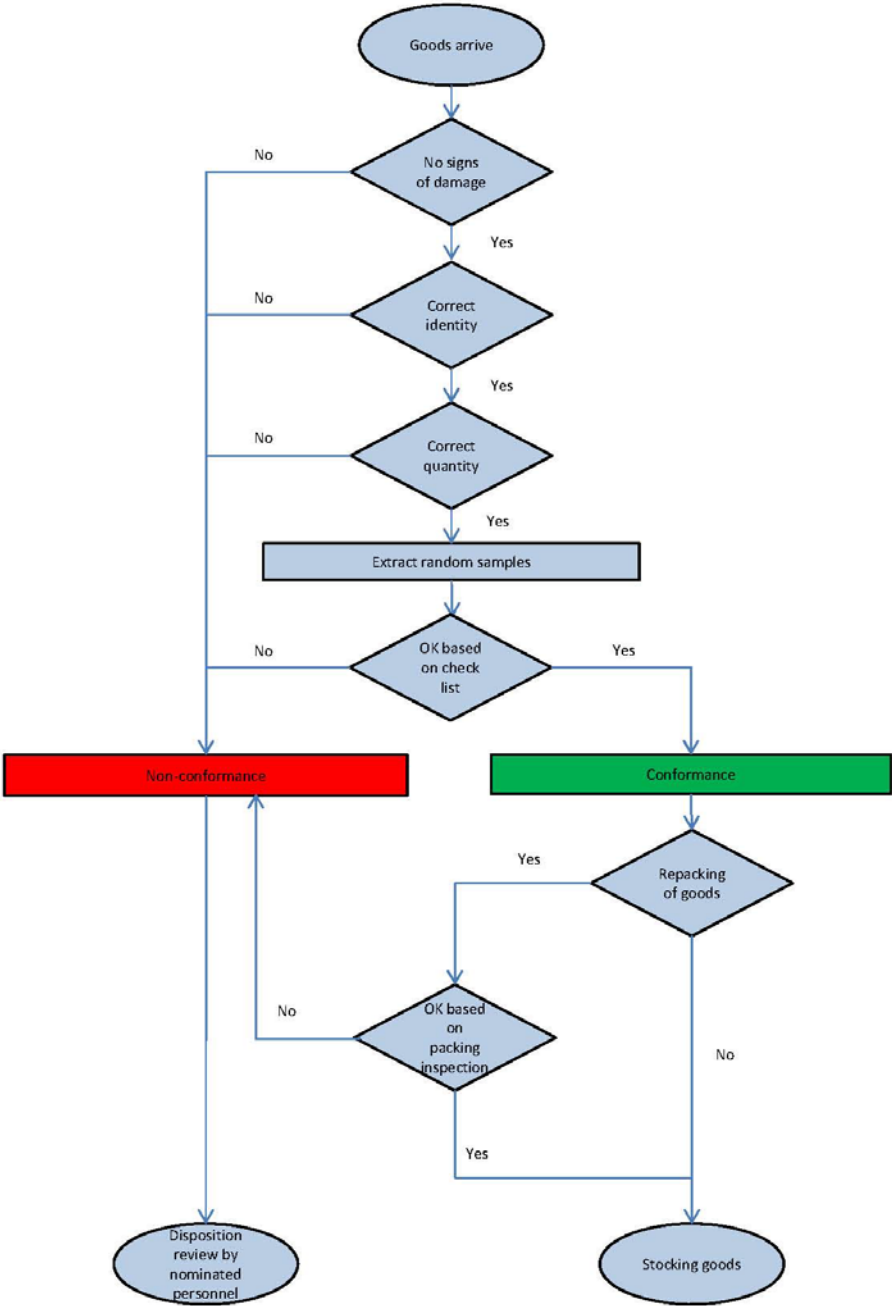 Goods arrive
No
No signs
of damage
Yes
No
Correct
identity
Yes
No
Correct
quantity
Yes
Extract random samples
No
OK based
on check
list
Yes
Non-conformance
Conformance
Yes
Repacking
of goods
No
OK based
on
packing
inspection
No
Yes
Disposition
review by
nominated
personnel
Stocking goods